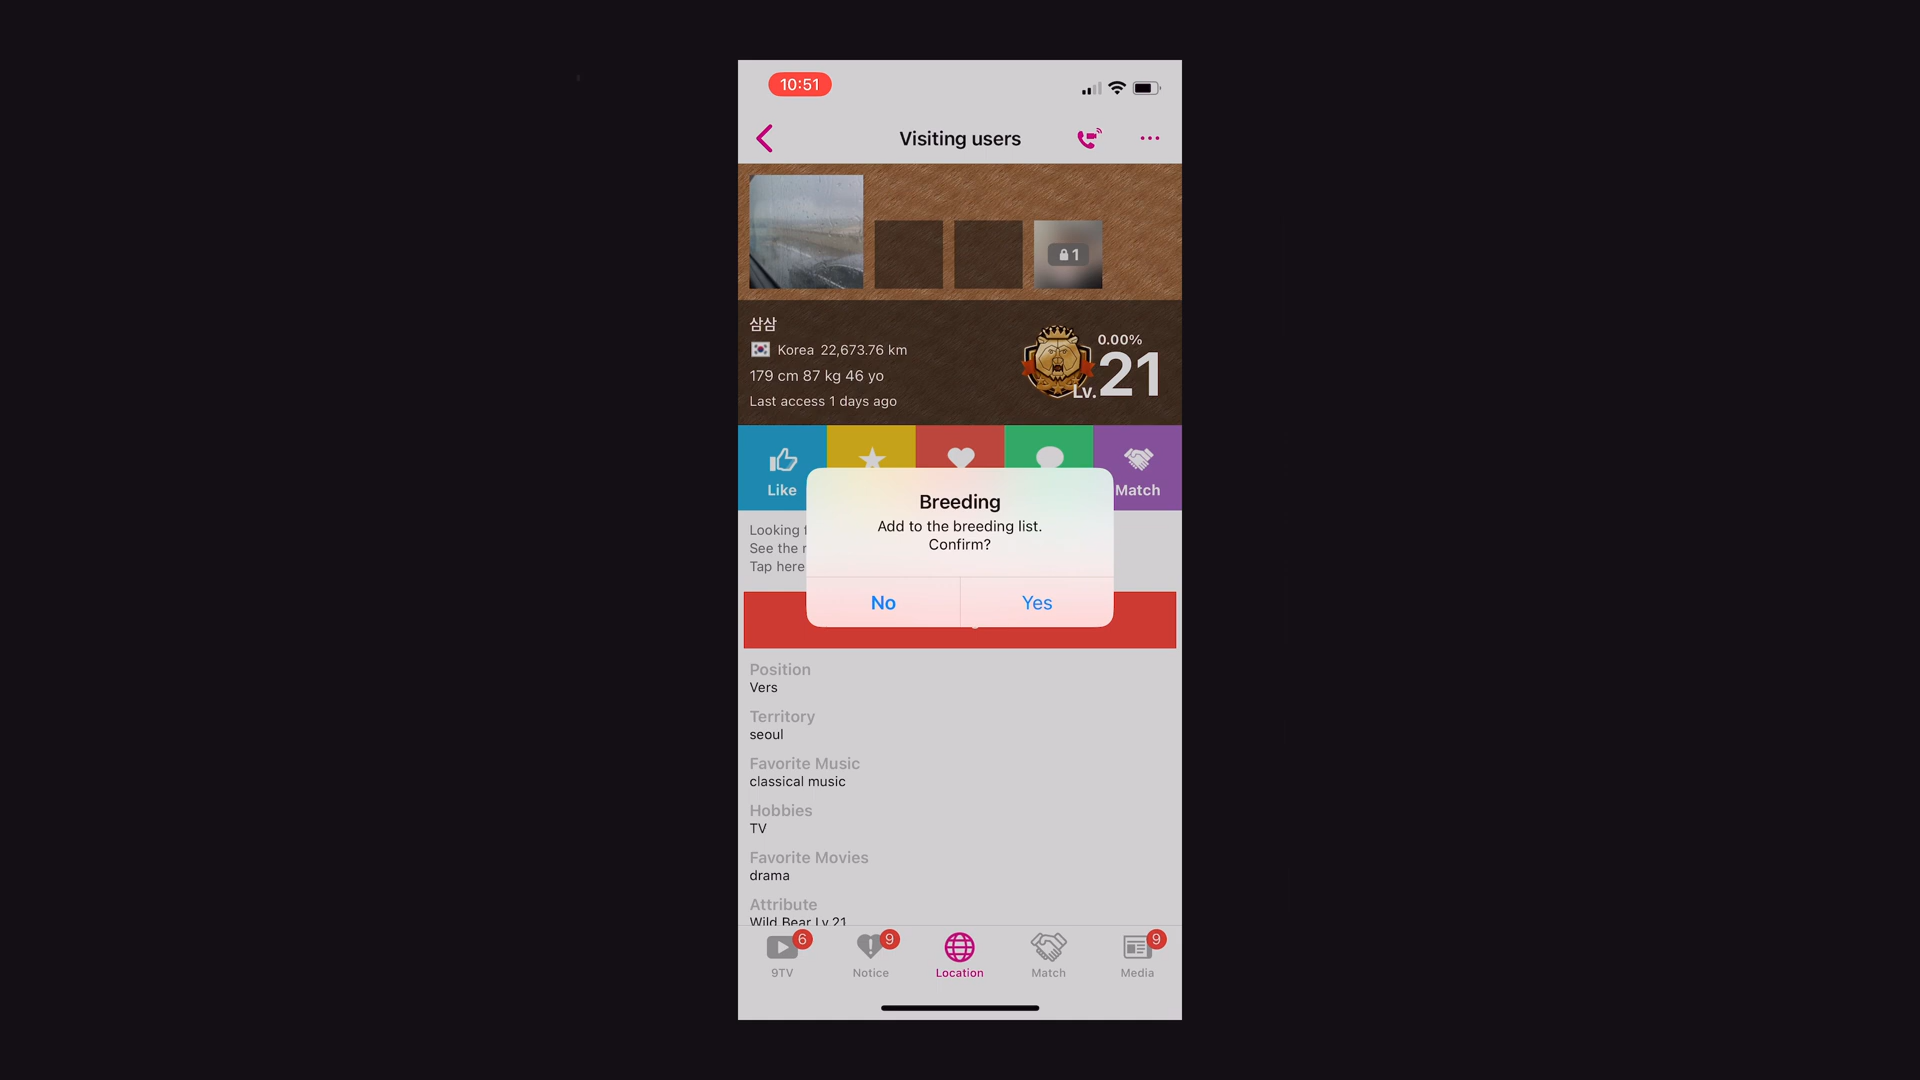 10:51
Visiting users
1
삼삼
Korea 22,673.76 km
179 cm 87 kg 46 yo
Last access 1 days ago
0.00%
Lv. 21
Like
Match
Looking
See the
Tap here
Breeding
Add to the breeding list.
Confirm?
No
Yes
Position
Vers
Territory
seoul
Favorite Music
classical music
Hobbies
TV
Favorite Movies
drama
Attribute
Wild Bear Lv 21
6
9
9
9TV
Notice
Location
Match
Media